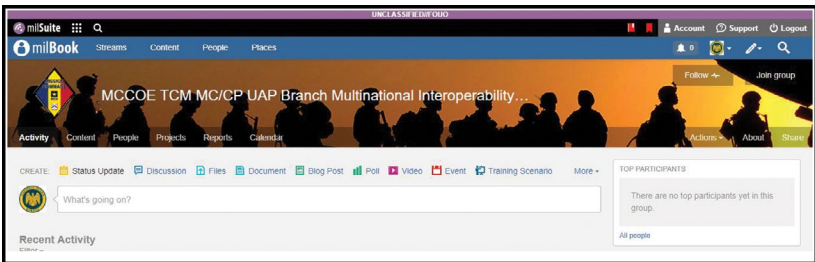 UNCLASSIFIED//FOUO
milSuite
Account Support Logout
milBook Streams Content People Places
0
Follow Join group
MCCOE TCM MC/CP UAP Branch Multinational Interoperability...
Activity Content People Projects Reports Calendar
Actions About Share
CREATE: Status Update Discussion Files Document Blog Post Poll Video Event Training Scenario More
TOP PARTICIPANTS
What's going on?
There are no top participants yet in this
group.
All people
Recent Activity